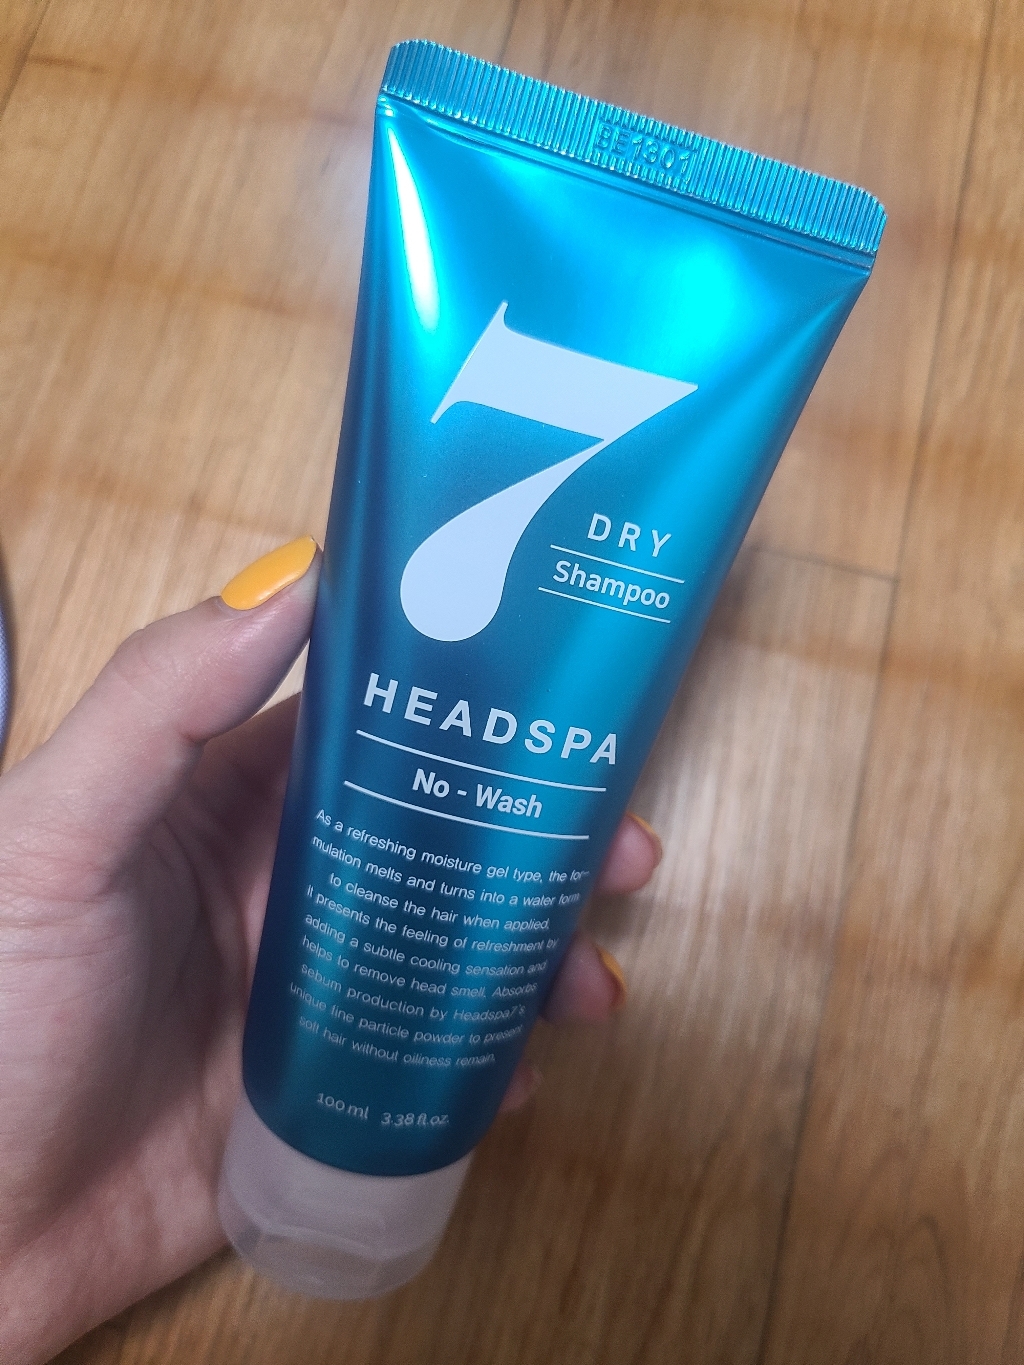 BE1301
7
DRY
Shampoo
HEADSPA
No - Wash
As a refreshing moisture gel type, the for-
mulation melts and turns into a water form
to cleanse the hair when applied.
It presents the feeling of refreshment by
adding a subtle cooling sensation and
helps to remove head smell. Absorbs
sebum production by Headspa7's
unique fine particle powder to present
soft hair without oiliness remain.
100 ml 3.38 fl.oz.